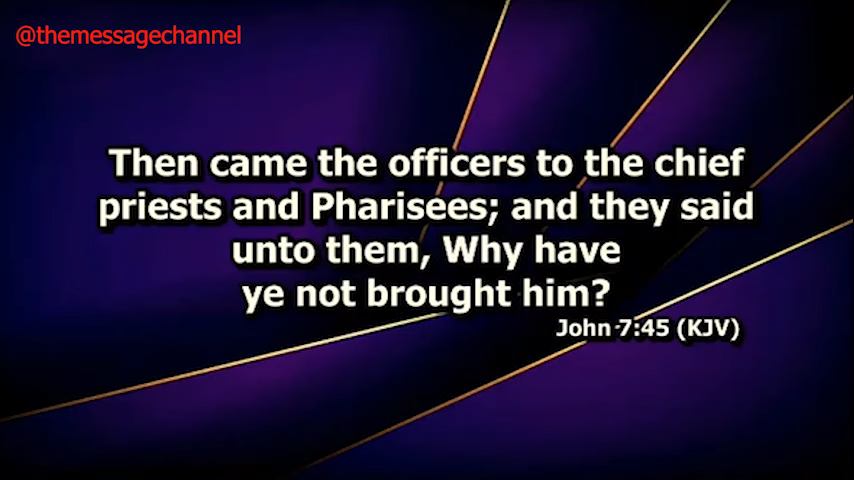 @themessagechannel
Then came the officers to the chief
priests and Pharisees; and they said
unto them, Why have
ye not brought him?
John 7:45 (KJV)